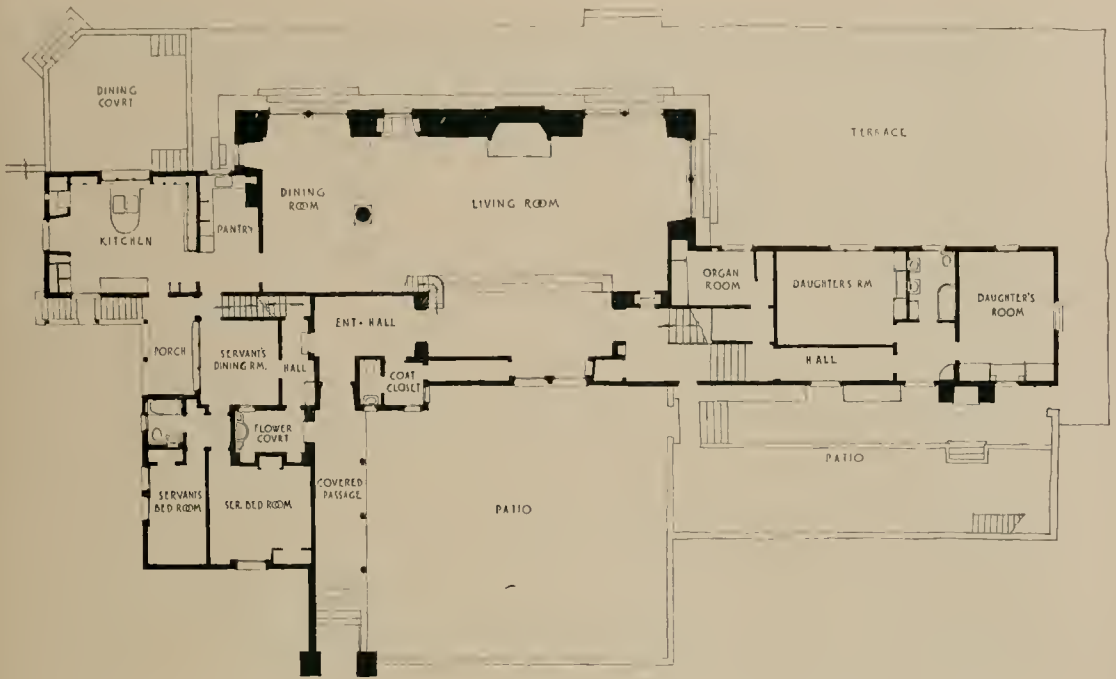 DINING
COVRT
TERRACE
DINING
ROOM
LIVING ROOM
KITCHEN
PANTRY
ORGAN
ROOM
DAUGHTERS RM.
DAUGHTER'S
ROOM
ENT. HALL
PORCH
SERVANT'S
DINING RM.
HALL
COAT
CLOSET
HALL
FLOWER
COVRT
PATIO
COVERED
PASSAGE
SERVANTS
BED ROOM
SER. BED ROOM
PATIO